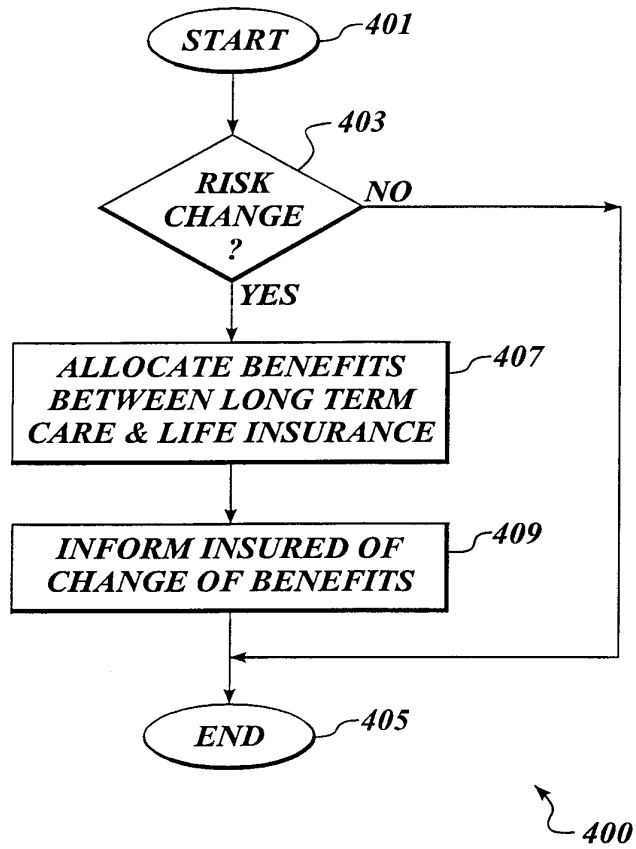 START
401
403
RISK
CHANGE
?
NO
YES
ALLOCATE BENEFITS
BETWEEN LONG TERM
CARE & LIFE INSURANCE
407
INFORM INSURED OF
CHANGE OF BENEFITS
409
END
405
400